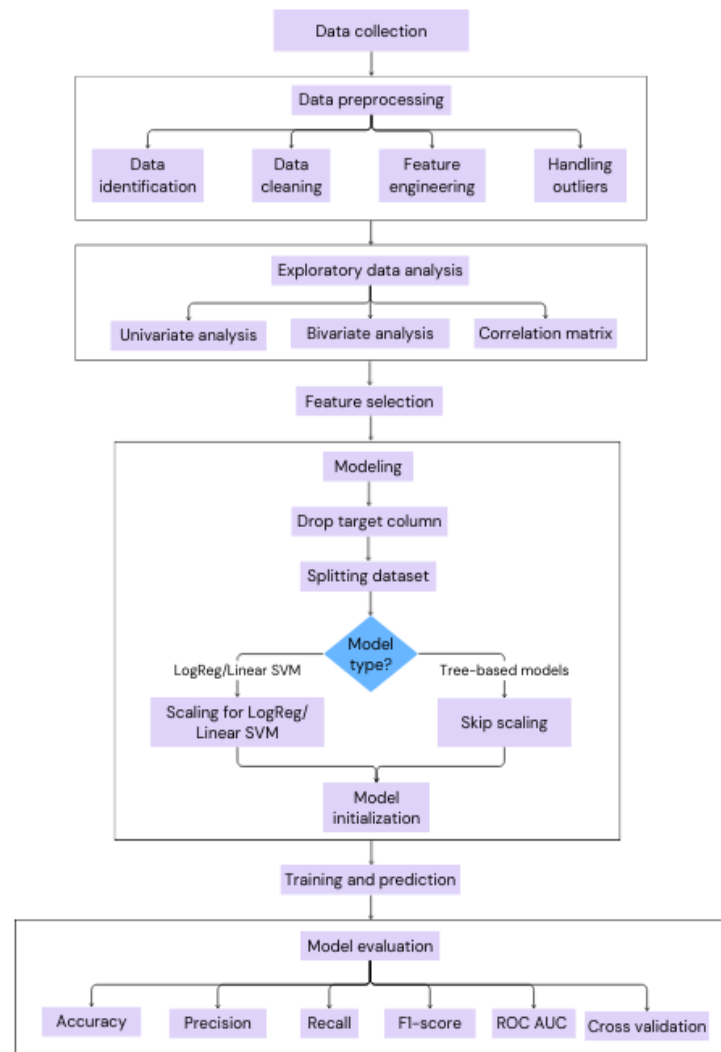 Data collection
Data preprocessing
Data
identification
Data
cleaning
Feature
engineering
Handling
outliers
Exploratory data analysis
Univariate analysis
Bivariate analysis
Correlation matrix
Feature selection
Modeling
Drop target column
Splitting dataset
Model
type?
LogReg/Linear SVM
Tree-based models
Scaling for LogReg/
Linear SVM
Skip scaling
Model
initialization
Training and prediction
Model evaluation
Accuracy
Precision
Recall
F1-score
ROC AUC
Cross validation